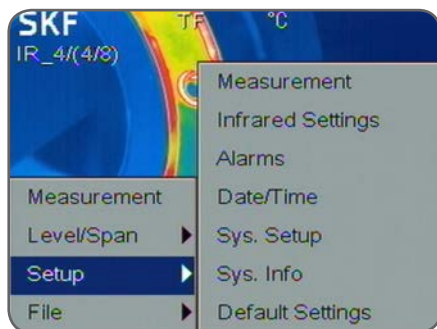 SKF TF °C
IR_4/(4/8)
Measurement
Level/Span
Setup
File
Measurement
Infrared Settings
Alarms
Date/Time
Sys. Setup
Sys. Info
Default Settings